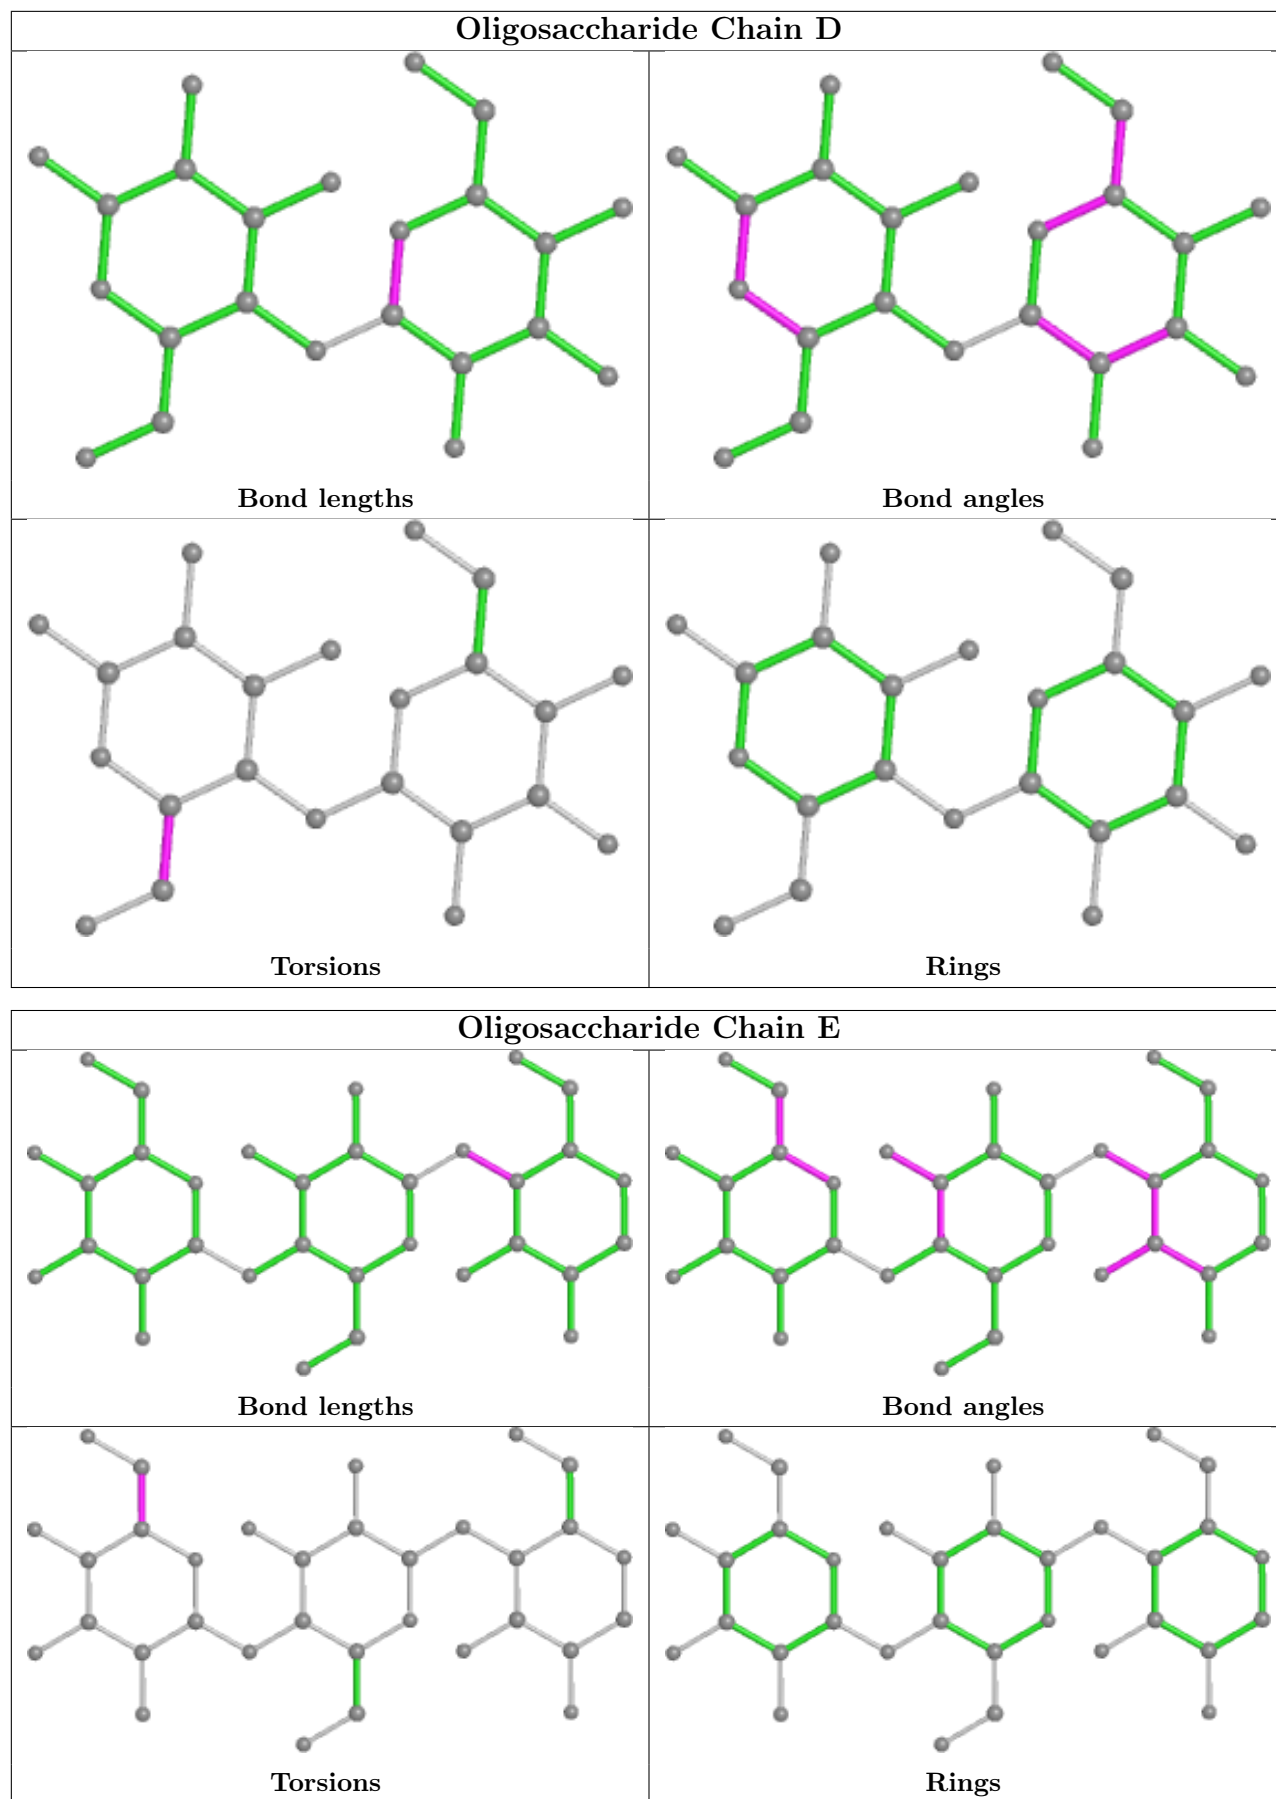 Oligosaccharide Chain D
Bond lengths
Bond angles
Torsions
Rings
Oligosaccharide Chain E
Bond lengths
Bond angles
Torsions
Rings